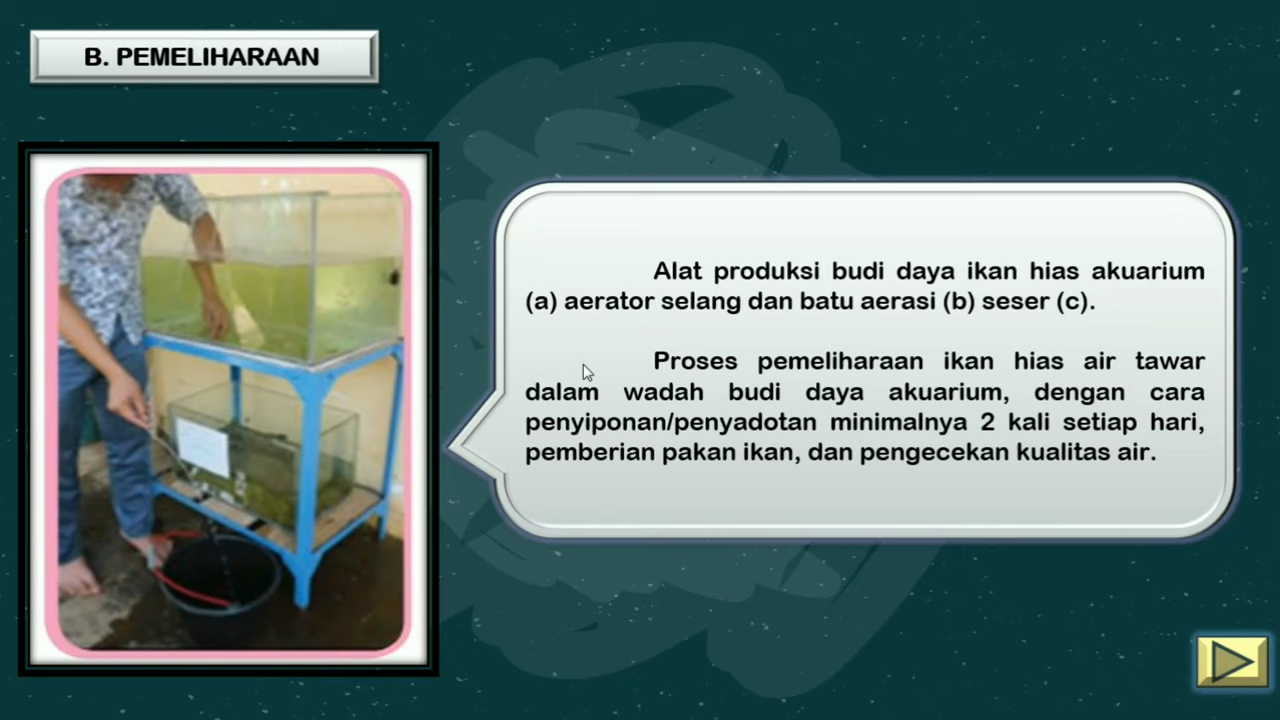 B. PEMELIHARAAN
Alat produksi budi daya ikan hias akuarium
(a) aerator selang dan batu aerasi (b) seser (c).
Proses pemeliharaan ikan hias air tawar
dalam wadah budi daya akuarium, dengan cara
penyiponan/penyadotan minimalnya 2 kali setiap hari,
pemberian pakan ikan, dan pengecekan kualitas air.